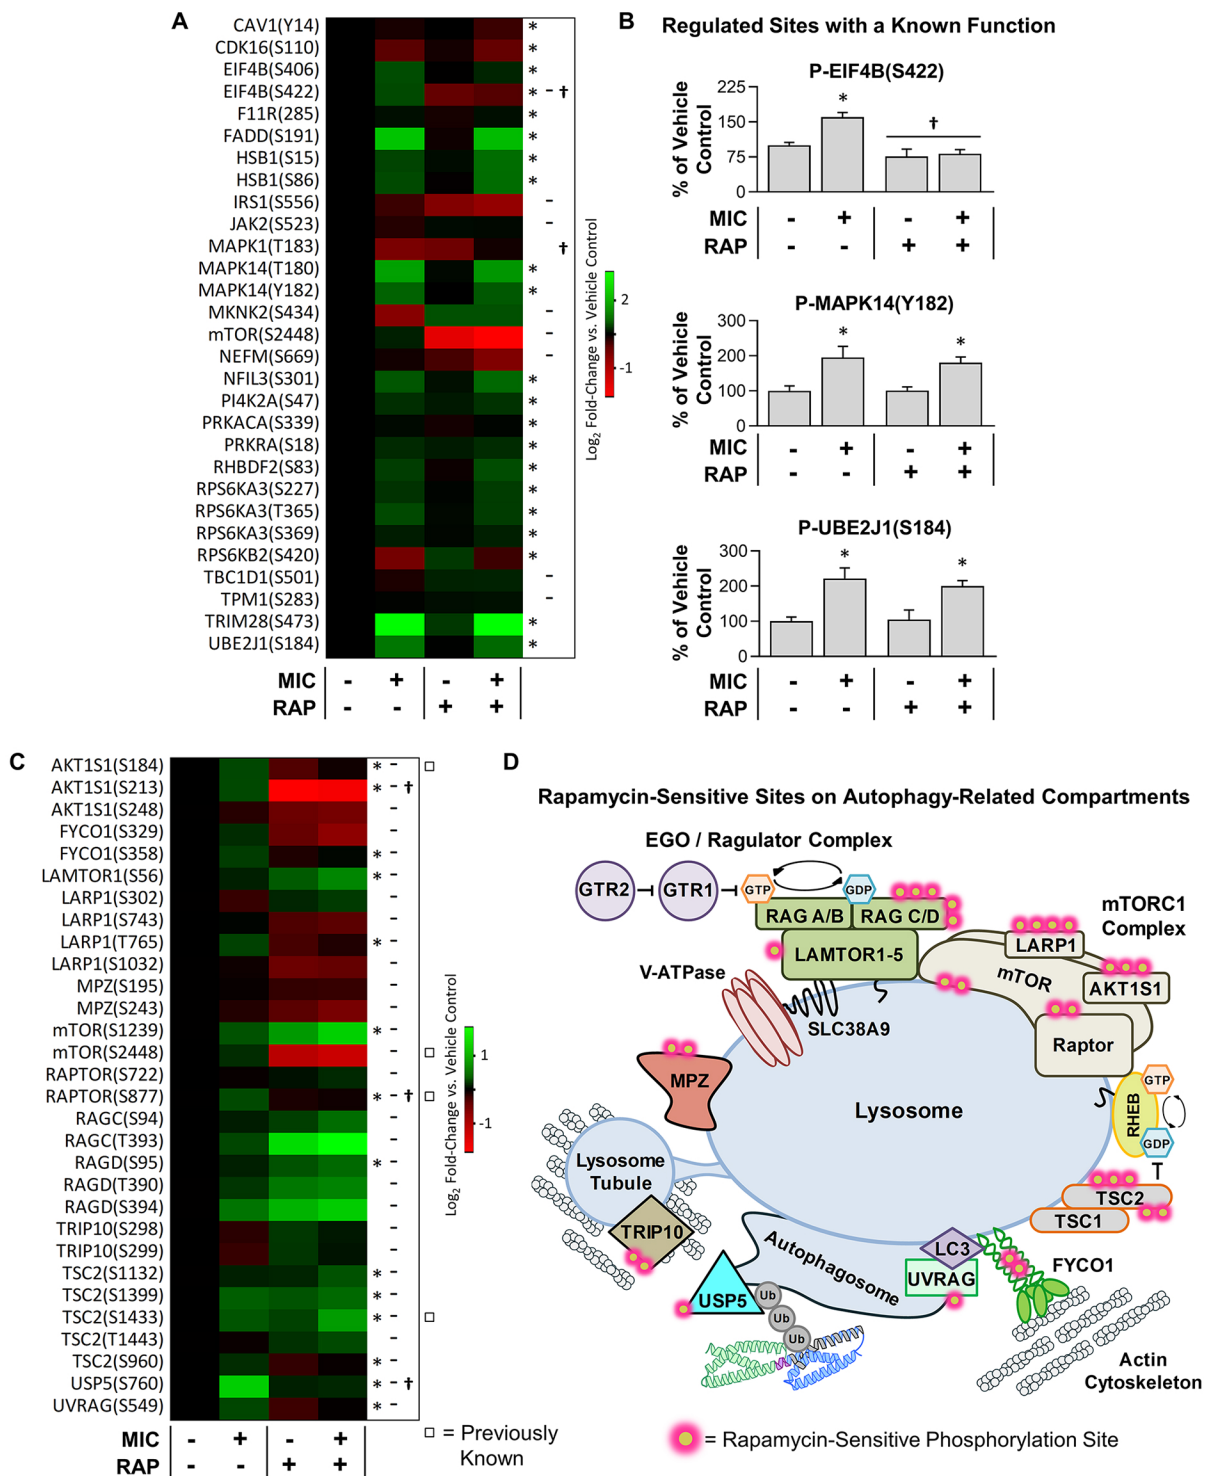 A
CAV1(Y14) *
CDK16(S110) *
EIF4B(S406) *
EIF4B(S422) * - †
F11R(285) *
FADD(S191) *
HSB1(S15) *
HSB1(S86) *
IRS1(S556) -
JAK2(S523) -
MAPK1(T183) †
MAPK14(T180) *
MAPK14(Y182) *
MKNK2(S434) -
mTOR(S2448) -
NEFM(S669) -
NFIL3(S301) *
PI4K2A(S47) *
PRKACA(S339) *
PRKRA(S18) *
RHBDF2(S83) *
RPS6KA3(S227) *
RPS6KA3(T365) *
RPS6KA3(S369) *
RPS6KB2(S420) *
TBC1D1(S501) -
TPM1(S283) -
TRIM28(S473) *
UBE2J1(S184) *
MIC - + - +
RAP - - + +
Log2 Fold-Change vs. Vehicle Control
2
-1
B Regulated Sites with a Known Function
P-EIF4B(S422)
% of Vehicle
Control
225
150
75
0
*
†
MIC - + - +
RAP - - + +
P-MAPK14(Y182)
% of Vehicle
Control
300
200
100
0
* *
MIC - + - +
RAP - - + +
P-UBE2J1(S184)
% of Vehicle
Control
300
200
100
0
* *
MIC - + - +
RAP - - + +
C
AKT1S1(S184) * - □
AKT1S1(S213) * - †
AKT1S1(S248) -
FYCO1(S329) -
FYCO1(S358) * -
LAMTOR1(S56) * -
LARP1(S302) -
LARP1(S743) -
LARP1(T765) * -
LARP1(S1032) -
MPZ(S195) -
MPZ(S243) -
mTOR(S1239) * -
mTOR(S2448) - □
RAPTOR(S722) -
RAPTOR(S877) * - † □
RAGC(S94) -
RAGC(T393) -
RAGD(S95) * -
RAGD(T390) -
RAGD(S394) -
TRIP10(S298) -
TRIP10(S299) -
TSC2(S1132) * -
TSC2(S1399) * -
TSC2(S1433) * - □
TSC2(T1443) -
TSC2(S960) * -
USP5(S760) * - †
UVRAG(S549) * -
MIC - + - +
RAP - - + +
Log2 Fold-Change vs. Vehicle Control
1
-1
□ = Previously
Known
D
Rapamycin-Sensitive Sites on Autophagy-Related Compartments
EGO / Ragulator Complex
GTR2
GTR1
GTP
GDP
RAG A/B
RAG C/D
LAMTOR1-5
mTORC1
Complex
LARP1
mTOR
AKT1S1
Raptor
V-ATPase
SLC38A9
MPZ
Lysosome
RHEB
GTP
GDP
TSC2
TSC1
Lysosome
Tubule
TRIP10
Autophagosome
LC3
UVRAG
FYCO1
USP5
Ub
Ub
Ub
Actin
Cytoskeleton
= Rapamycin-Sensitive Phosphorylation Site